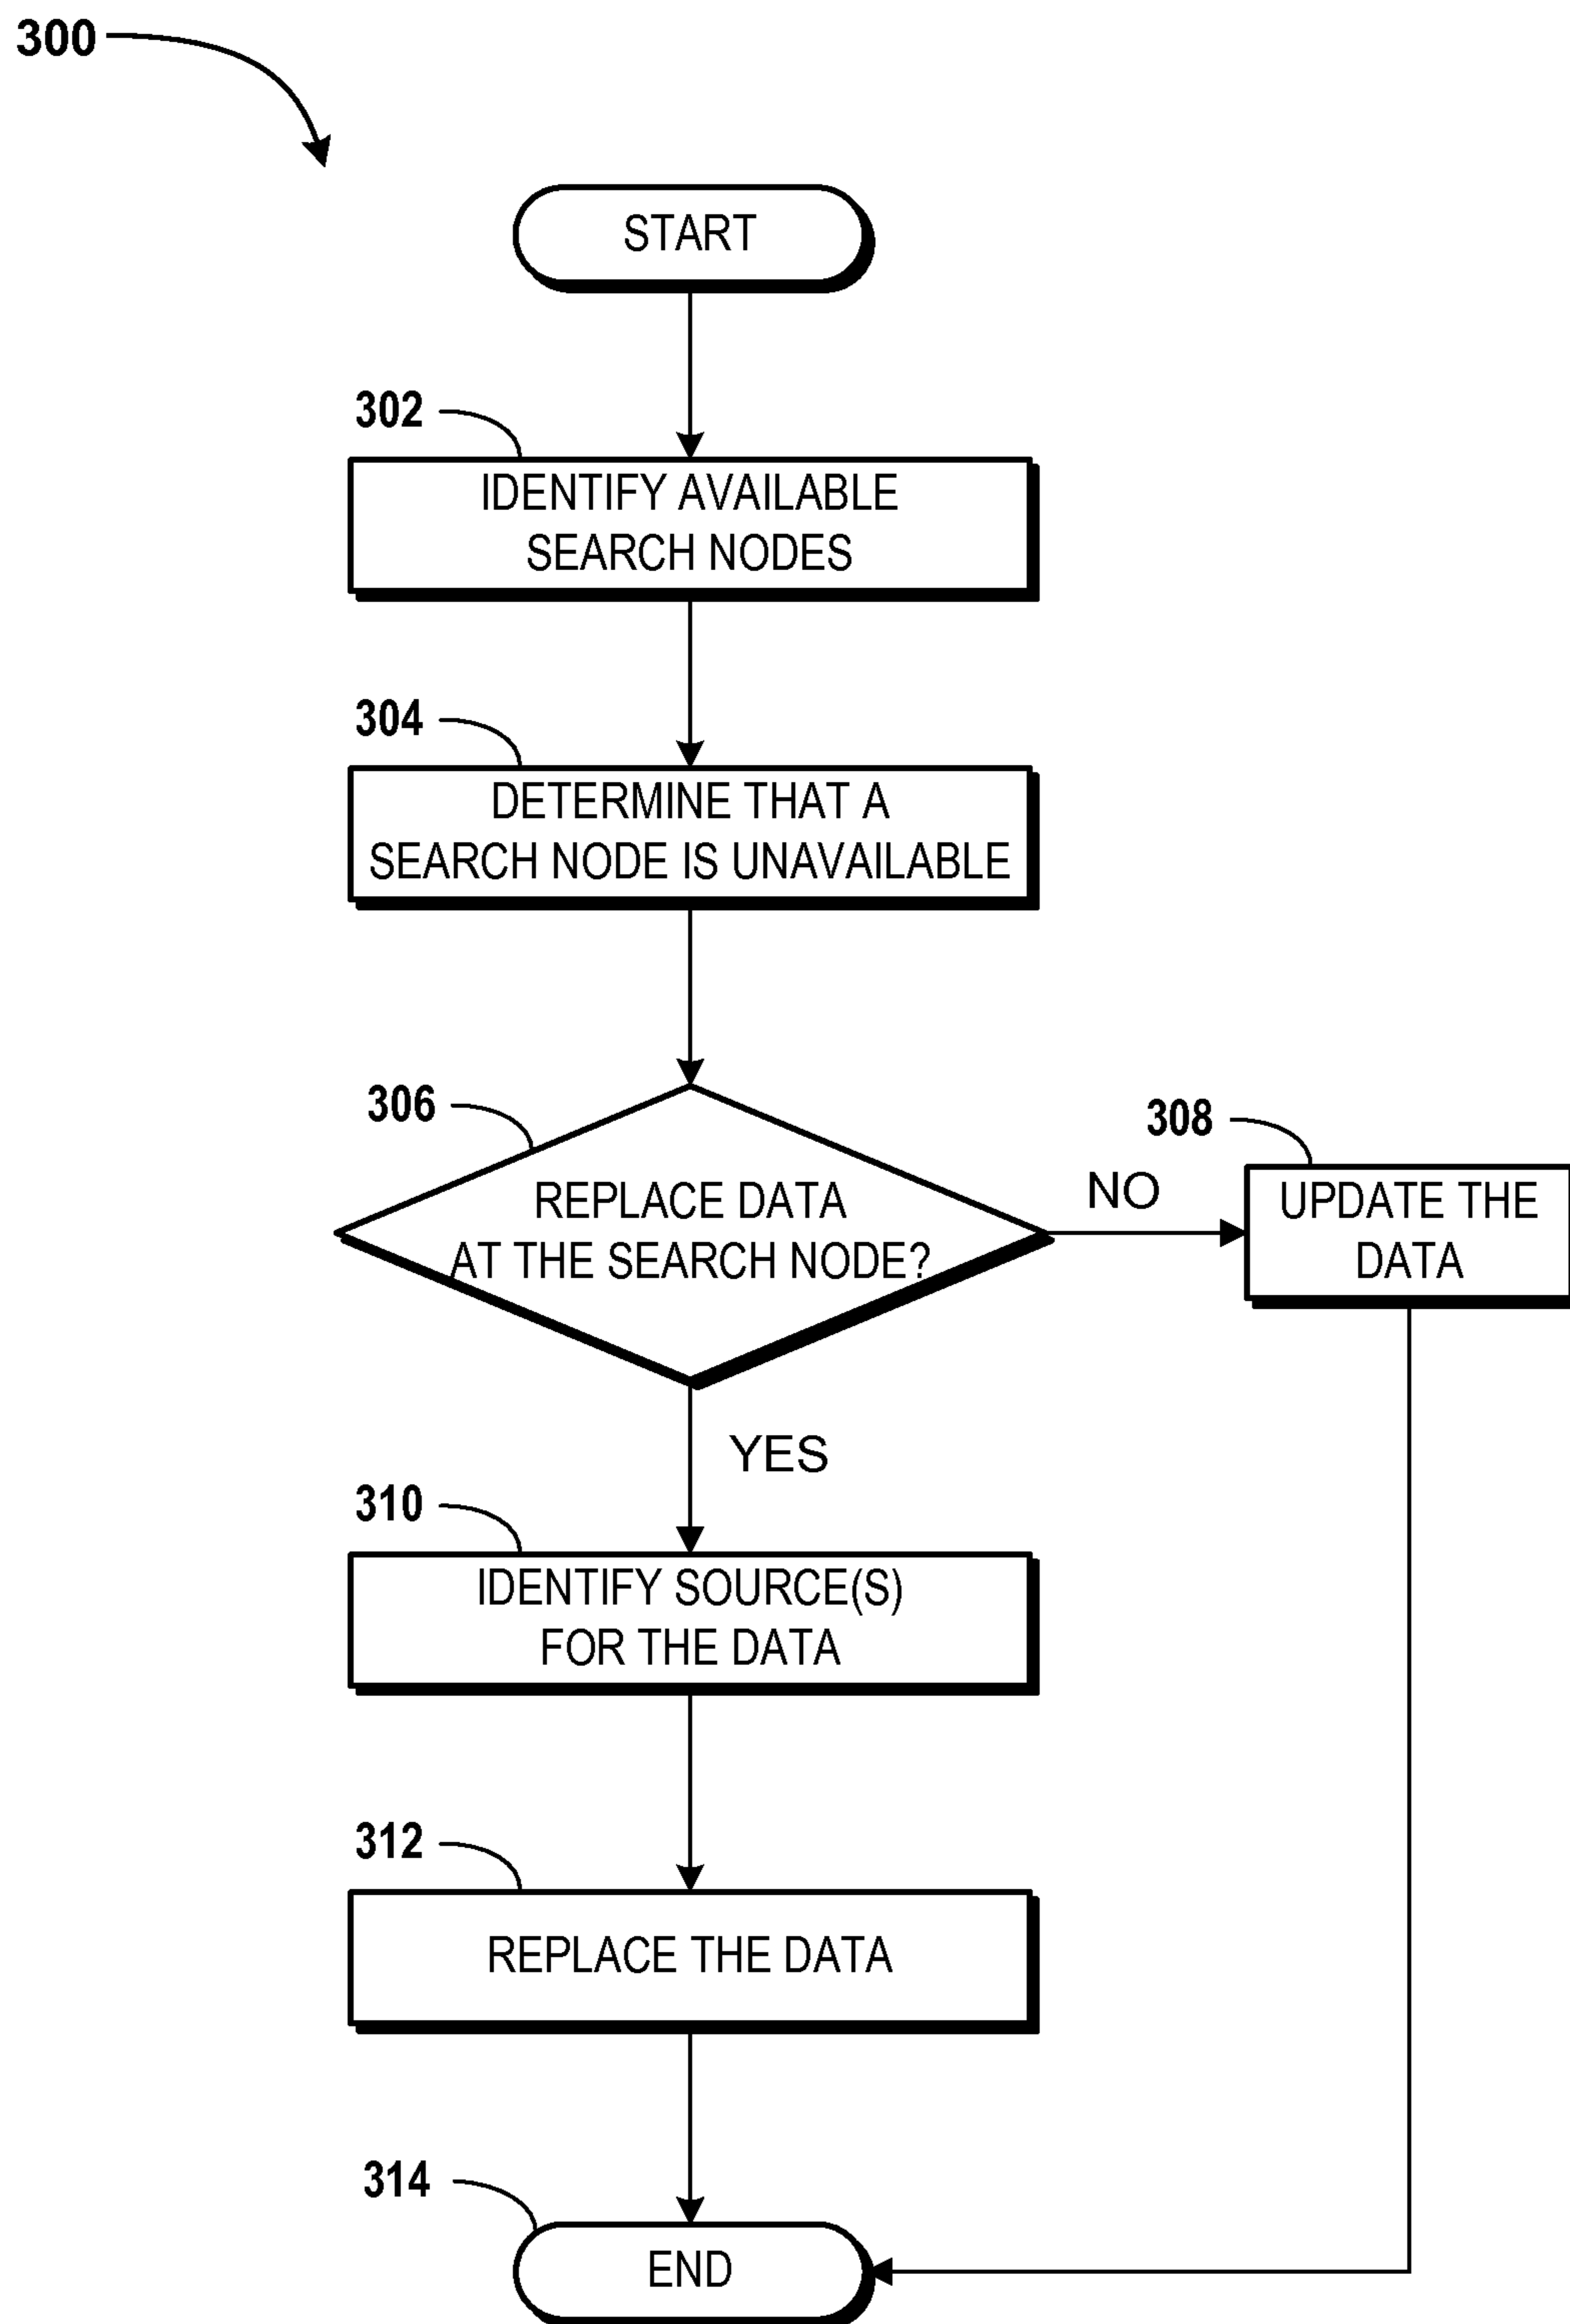 300
START
302
IDENTIFY AVAILABLE
SEARCH NODES
304
DETERMINE THAT A
SEARCH NODE IS UNAVAILABLE
306
REPLACE DATA
AT THE SEARCH NODE?
NO
308
UPDATE THE
DATA
YES
310
IDENTIFY SOURCE(S)
FOR THE DATA
312
REPLACE THE DATA
314
END